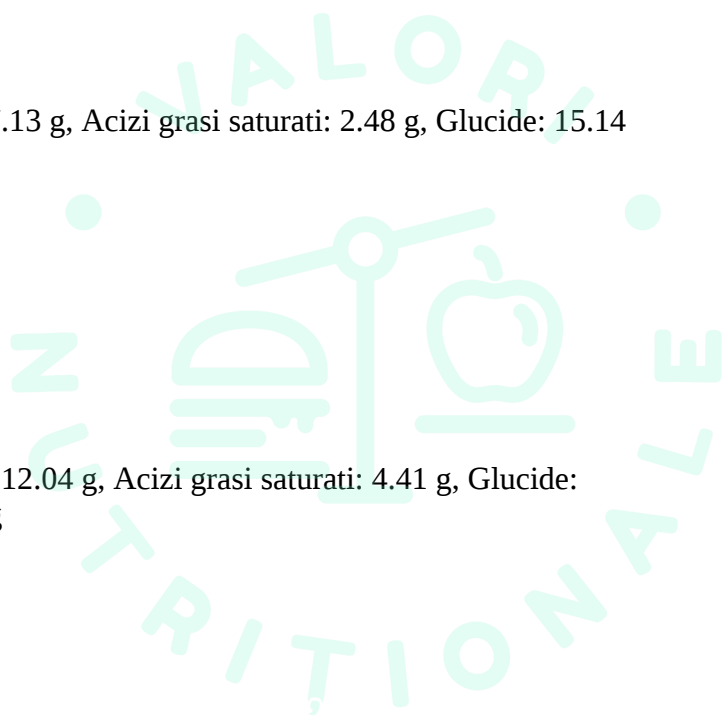 VALORI
.13 g, Acizi grasi saturati: 2.48 g, Glucide: 15.14
12.04 g, Acizi grasi saturati: 4.41 g, Glucide:
NUTRITIONALE